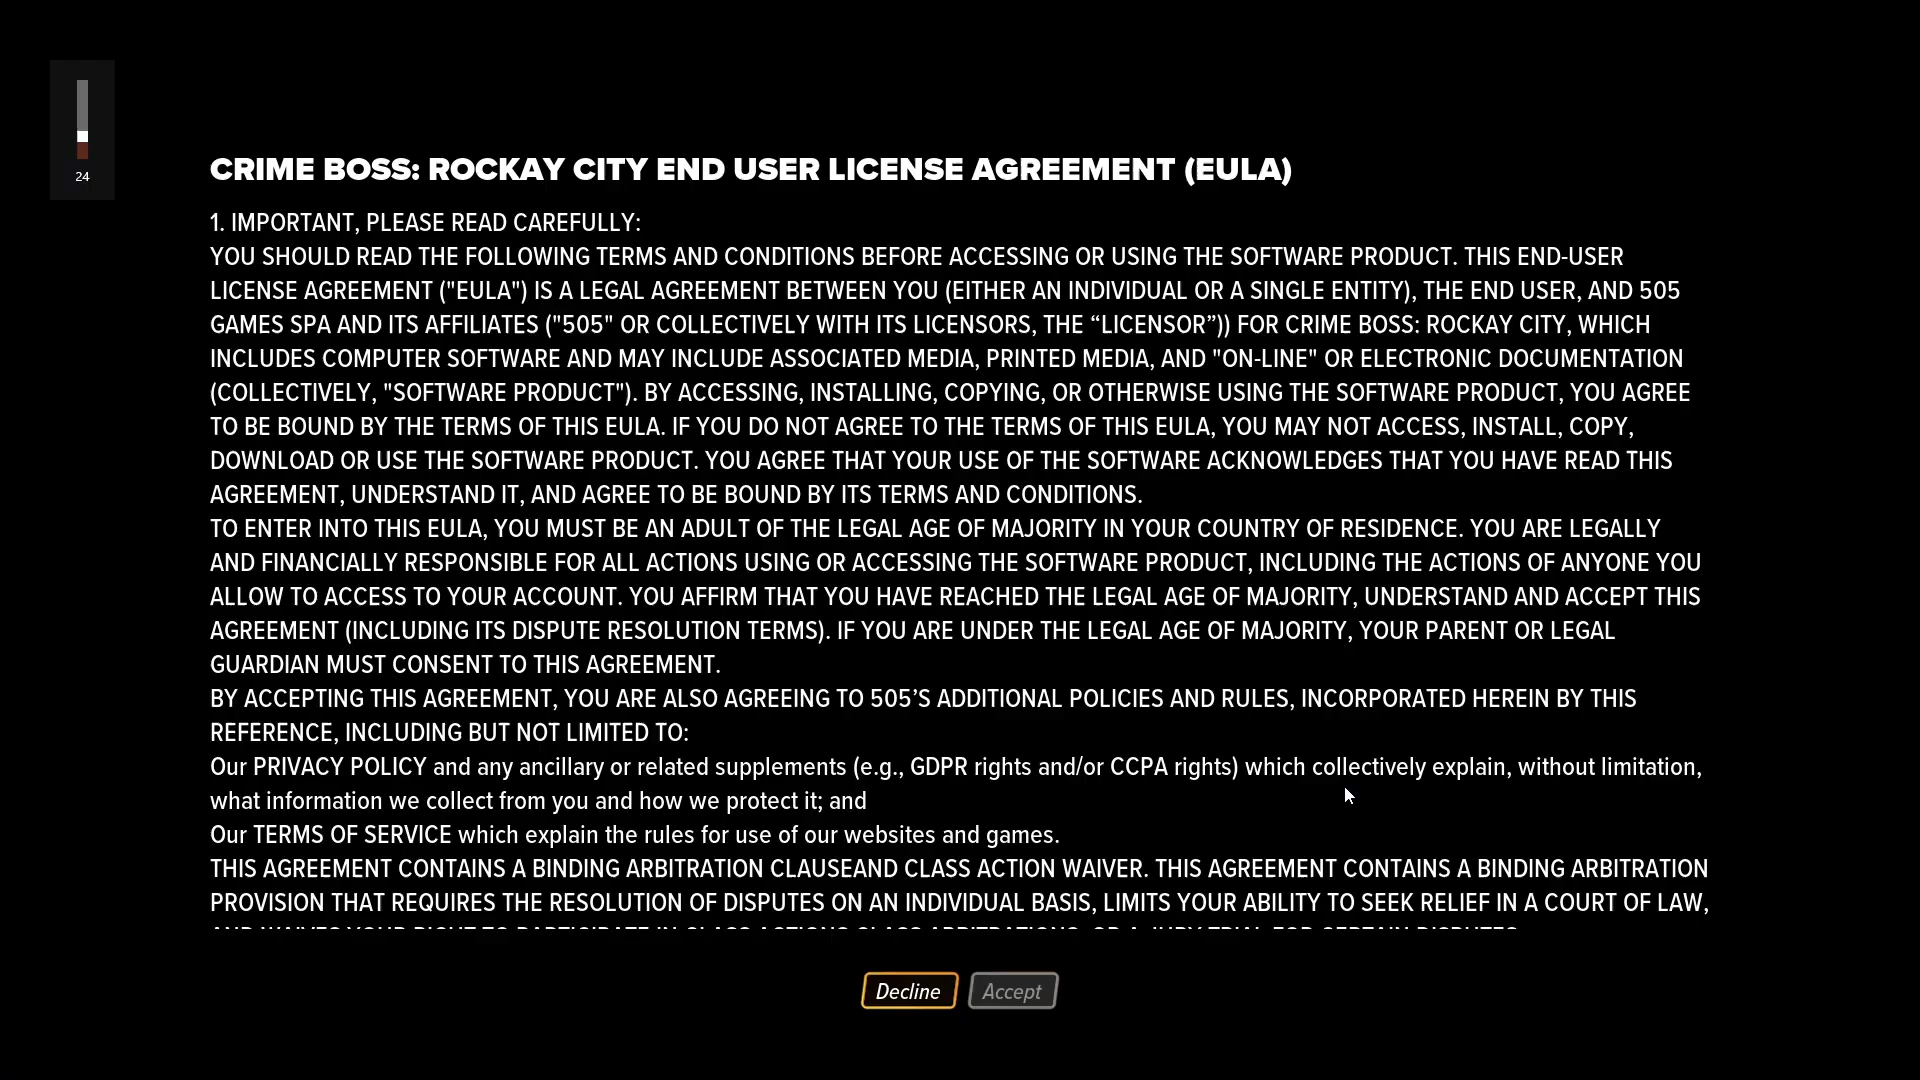 24
CRIME BOSS: ROCKAY CITY END USER LICENSE AGREEMENT (EULA)
1. IMPORTANT, PLEASE READ CAREFULLY:
YOU SHOULD READ THE FOLLOWING TERMS AND CONDITIONS BEFORE ACCESSING OR USING THE SOFTWARE PRODUCT. THIS END-USER
LICENSE AGREEMENT ("EULA") IS A LEGAL AGREEMENT BETWEEN YOU (EITHER AN INDIVIDUAL OR A SINGLE ENTITY), THE END USER, AND 505
GAMES SPA AND ITS AFFILIATES ("505" OR COLLECTIVELY WITH ITS LICENSORS, THE “LICENSOR”)) FOR CRIME BOSS: ROCKAY CITY, WHICH
INCLUDES COMPUTER SOFTWARE AND MAY INCLUDE ASSOCIATED MEDIA, PRINTED MEDIA, AND "ON-LINE" OR ELECTRONIC DOCUMENTATION
(COLLECTIVELY, "SOFTWARE PRODUCT"). BY ACCESSING, INSTALLING, COPYING, OR OTHERWISE USING THE SOFTWARE PRODUCT, YOU AGREE
TO BE BOUND BY THE TERMS OF THIS EULA. IF YOU DO NOT AGREE TO THE TERMS OF THIS EULA, YOU MAY NOT ACCESS, INSTALL, COPY,
DOWNLOAD OR USE THE SOFTWARE PRODUCT. YOU AGREE THAT YOUR USE OF THE SOFTWARE ACKNOWLEDGES THAT YOU HAVE READ THIS
AGREEMENT, UNDERSTAND IT, AND AGREE TO BE BOUND BY ITS TERMS AND CONDITIONS.
TO ENTER INTO THIS EULA, YOU MUST BE AN ADULT OF THE LEGAL AGE OF MAJORITY IN YOUR COUNTRY OF RESIDENCE. YOU ARE LEGALLY
AND FINANCIALLY RESPONSIBLE FOR ALL ACTIONS USING OR ACCESSING THE SOFTWARE PRODUCT, INCLUDING THE ACTIONS OF ANYONE YOU
ALLOW TO ACCESS TO YOUR ACCOUNT. YOU AFFIRM THAT YOU HAVE REACHED THE LEGAL AGE OF MAJORITY, UNDERSTAND AND ACCEPT THIS
AGREEMENT (INCLUDING ITS DISPUTE RESOLUTION TERMS). IF YOU ARE UNDER THE LEGAL AGE OF MAJORITY, YOUR PARENT OR LEGAL
GUARDIAN MUST CONSENT TO THIS AGREEMENT.
BY ACCEPTING THIS AGREEMENT, YOU ARE ALSO AGREEING TO 505’S ADDITIONAL POLICIES AND RULES, INCORPORATED HEREIN BY THIS
REFERENCE, INCLUDING BUT NOT LIMITED TO:
Our PRIVACY POLICY and any ancillary or related supplements (e.g., GDPR rights and/or CCPA rights) which collectively explain, without limitation,
what information we collect from you and how we protect it; and
Our TERMS OF SERVICE which explain the rules for use of our websites and games.
THIS AGREEMENT CONTAINS A BINDING ARBITRATION CLAUSEAND CLASS ACTION WAIVER. THIS AGREEMENT CONTAINS A BINDING ARBITRATION
PROVISION THAT REQUIRES THE RESOLUTION OF DISPUTES ON AN INDIVIDUAL BASIS, LIMITS YOUR ABILITY TO SEEK RELIEF IN A COURT OF LAW,
Decline Accept